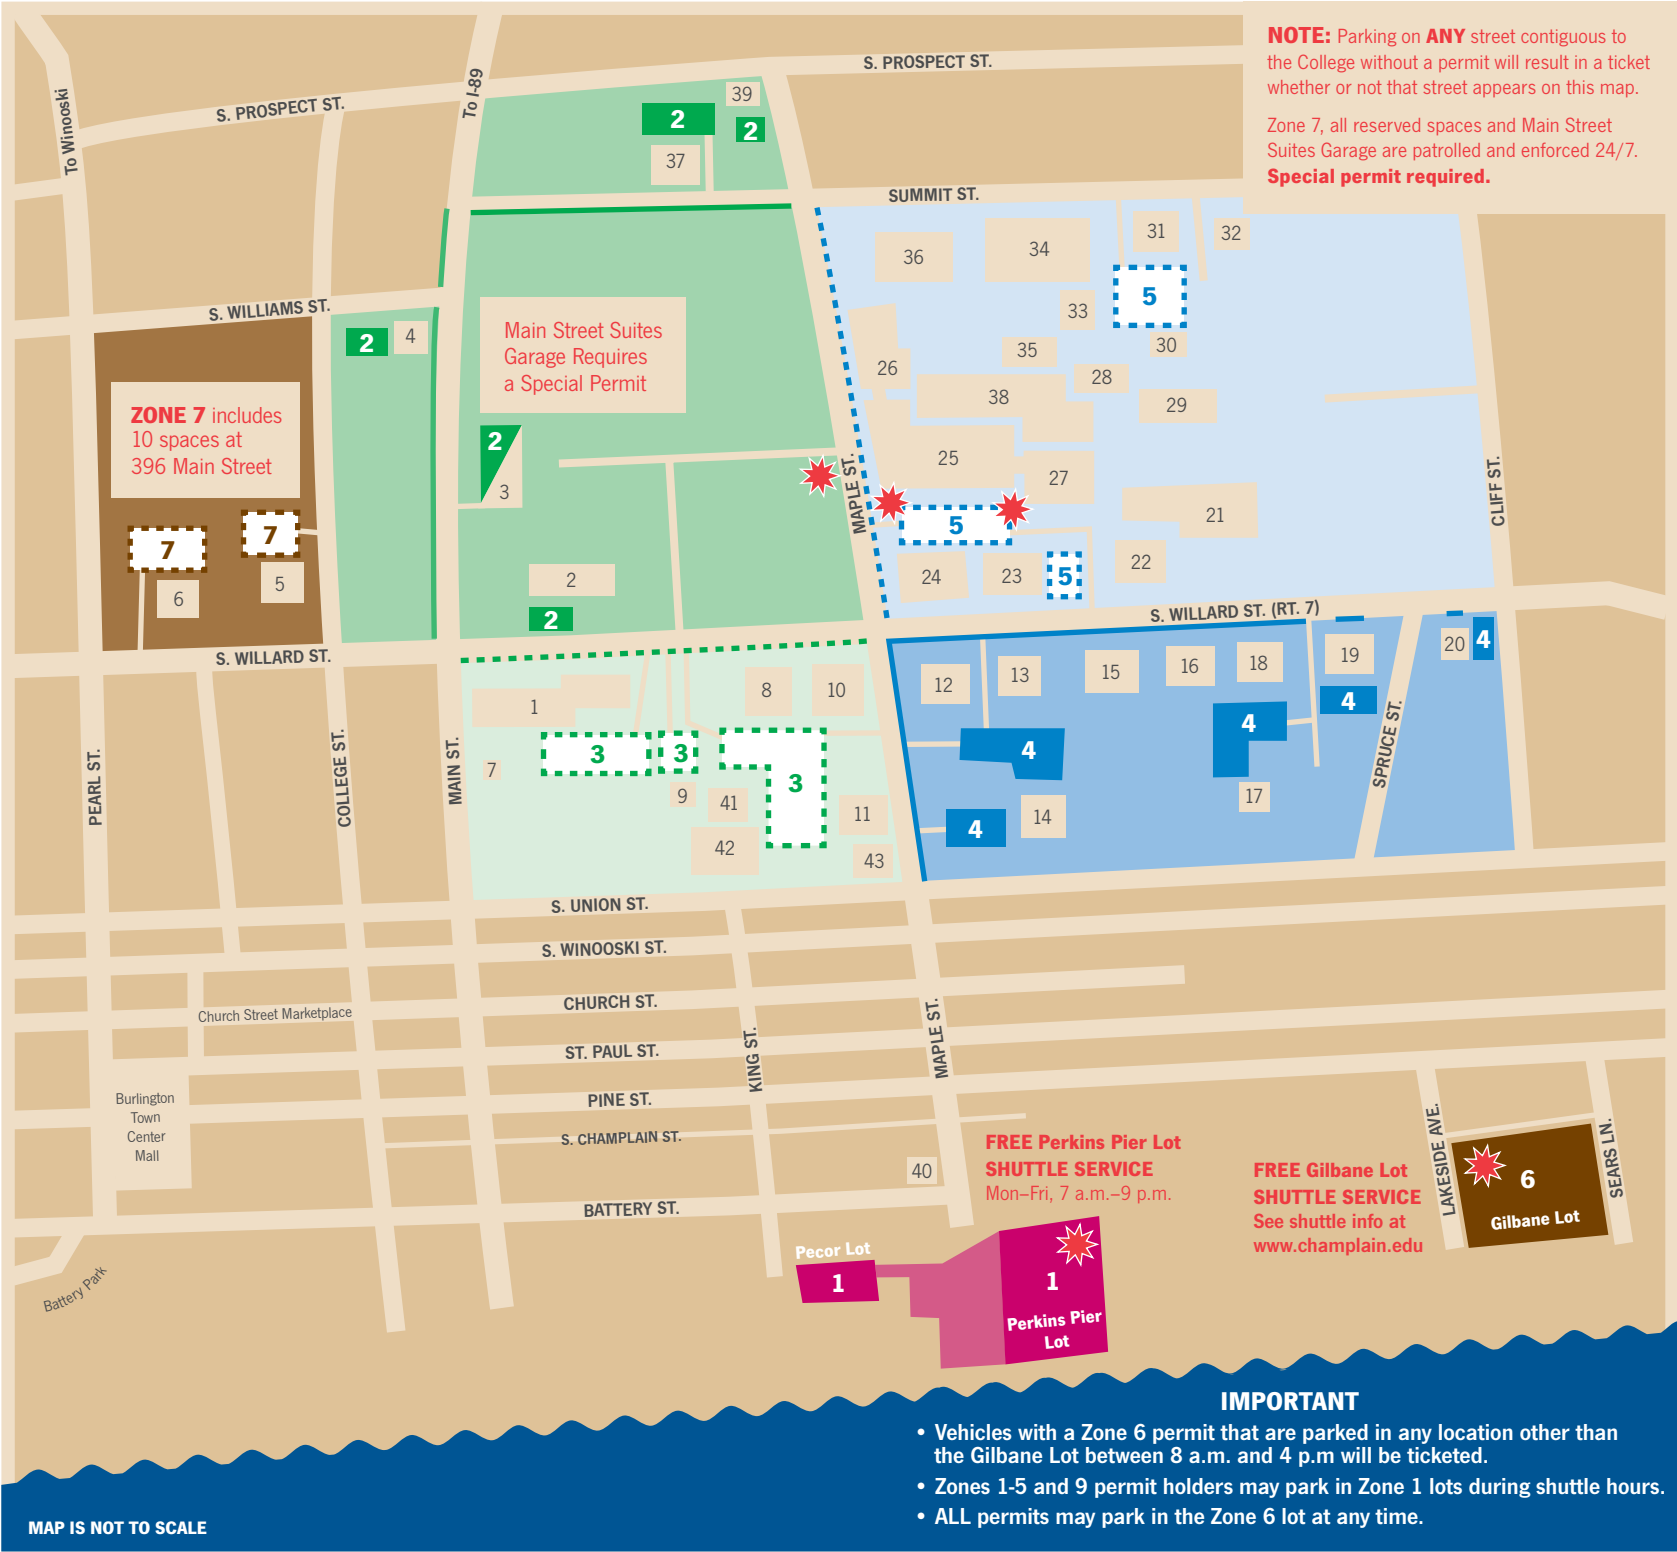 NOTE: Parking on ANY street contiguous to
the College without a permit will result in a ticket
whether or not that street appears on this map.
Zone 7, all reserved spaces and Main Street
Suites Garage are patrolled and enforced 24/7.
Special permit required.
To Winooski
S. PROSPECT ST.
To I-89
S. PROSPECT ST.
39
2
2
37
SUMMIT ST.
36
34
31
32
5
33
30
35
26
28
38
29
25
27
21
5
24
23
5
22
S. WILLIAMS ST.
2
4
Main Street Suites
Garage Requires
a Special Permit
ZONE 7 includes
10 spaces at
396 Main Street
2
3
7
7
6
5
2
2
MAPLE ST.
CLIFF ST.
S. WILLARD ST. (RT. 7)
S. WILLARD ST.
1
8
10
3
3
3
7
9
41
11
42
43
12
13
15
16
18
19
20
4
4
4
4
4
14
17
SPRUCE ST.
PEARL ST.
COLLEGE ST.
MAIN ST.
S. UNION ST.
S. WINOOSKI ST.
CHURCH ST.
Church Street Marketplace
ST. PAUL ST.
KING ST.
MAPLE ST.
PINE ST.
Burlington
Town
Center
Mall
S. CHAMPLAIN ST.
40
BATTERY ST.
Battery Park
FREE Perkins Pier Lot
SHUTTLE SERVICE
Mon–Fri, 7 a.m.–9 p.m.
FREE Gilbane Lot
SHUTTLE SERVICE
See shuttle info at
www.champlain.edu
LAKESIDE AVE.
SEARS LN.
6
Gilbane Lot
Pecor Lot
1
1
Perkins Pier
Lot
IMPORTANT
• Vehicles with a Zone 6 permit that are parked in any location other than
the Gilbane Lot between 8 a.m. and 4 p.m will be ticketed.
• Zones 1-5 and 9 permit holders may park in Zone 1 lots during shuttle hours.
• ALL permits may park in the Zone 6 lot at any time.
MAP IS NOT TO SCALE